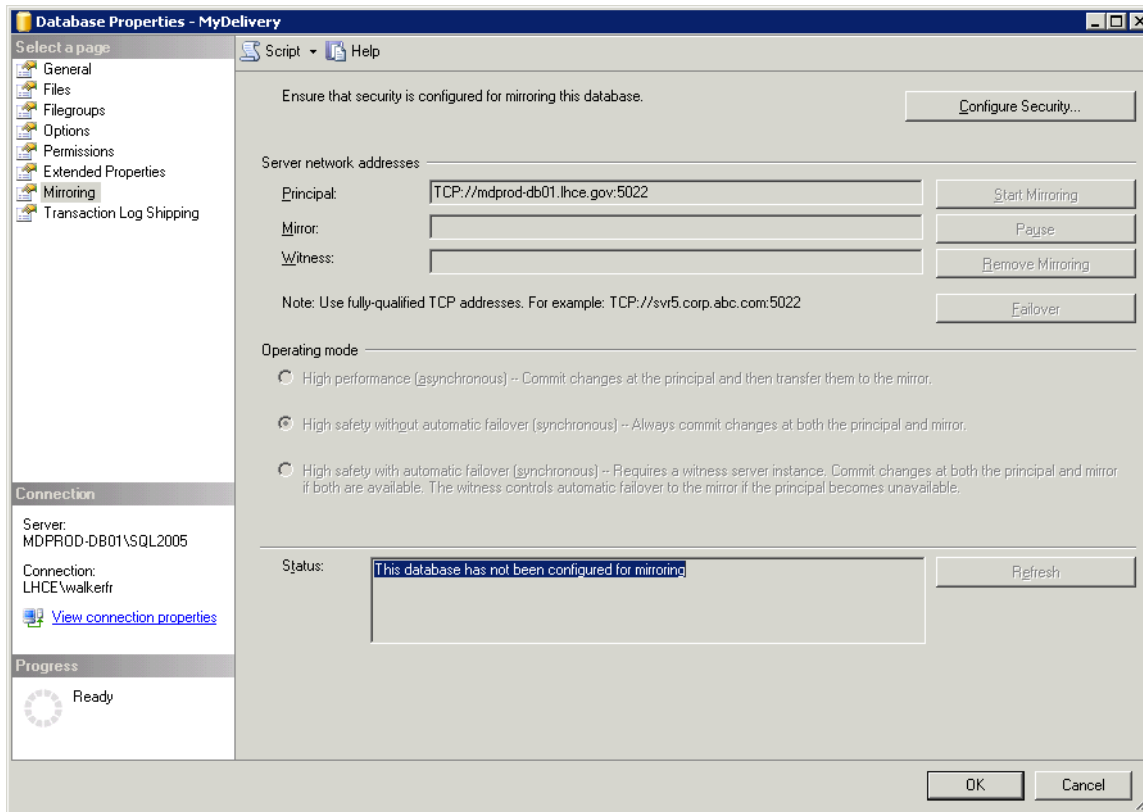 Database Properties - MyDelivery
Select a page
General
Files
Filegroups
Options
Permissions
Extended Properties
Mirroring
Transaction Log Shipping
Connection
Server:
MDPROD-DB01\SQL2005
Connection:
LHCE\walkerfr
View connection properties
Progress
Ready
Script
Help
Ensure that security is configured for mirroring this database.
Configure Security...
Server network addresses
Principal:
TCP://mdprod-db01.lhce.gov:5022
Start Mirroring
Mirror:
Pause
Witness:
Remove Mirroring
Note: Use fully-qualified TCP addresses. For example: TCP://svr5.corp.abc.com:5022
Failover
Operating mode
High performance (asynchronous) -- Commit changes at the principal and then transfer them to the mirror.
High safety without automatic failover (synchronous) -- Always commit changes at both the principal and mirror.
High safety with automatic failover (synchronous) -- Requires a witness server instance. Commit changes at both the principal and mirror
if both are available. The witness controls automatic failover to the mirror if the principal becomes unavailable.
Status:
This database has not been configured for mirroring
Refresh
OK
Cancel